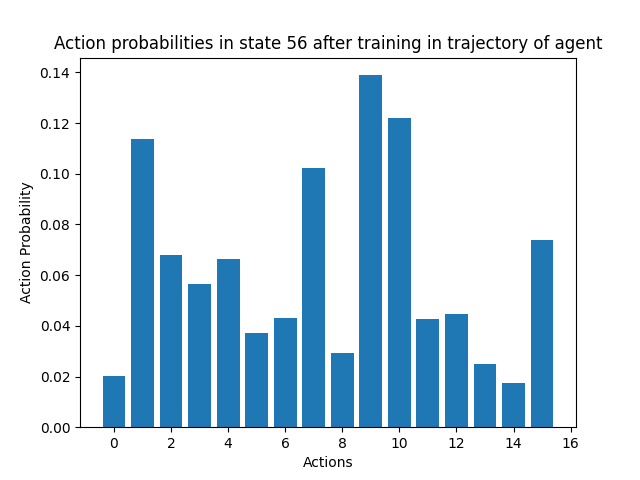 Action probabilities in state 56 after training in trajectory of agent
0.14
0.12
0.10
0.08
0.06
0.04
0.02
0.00
Action Probability
0 2 4 6 8 10 12 14 16
Actions